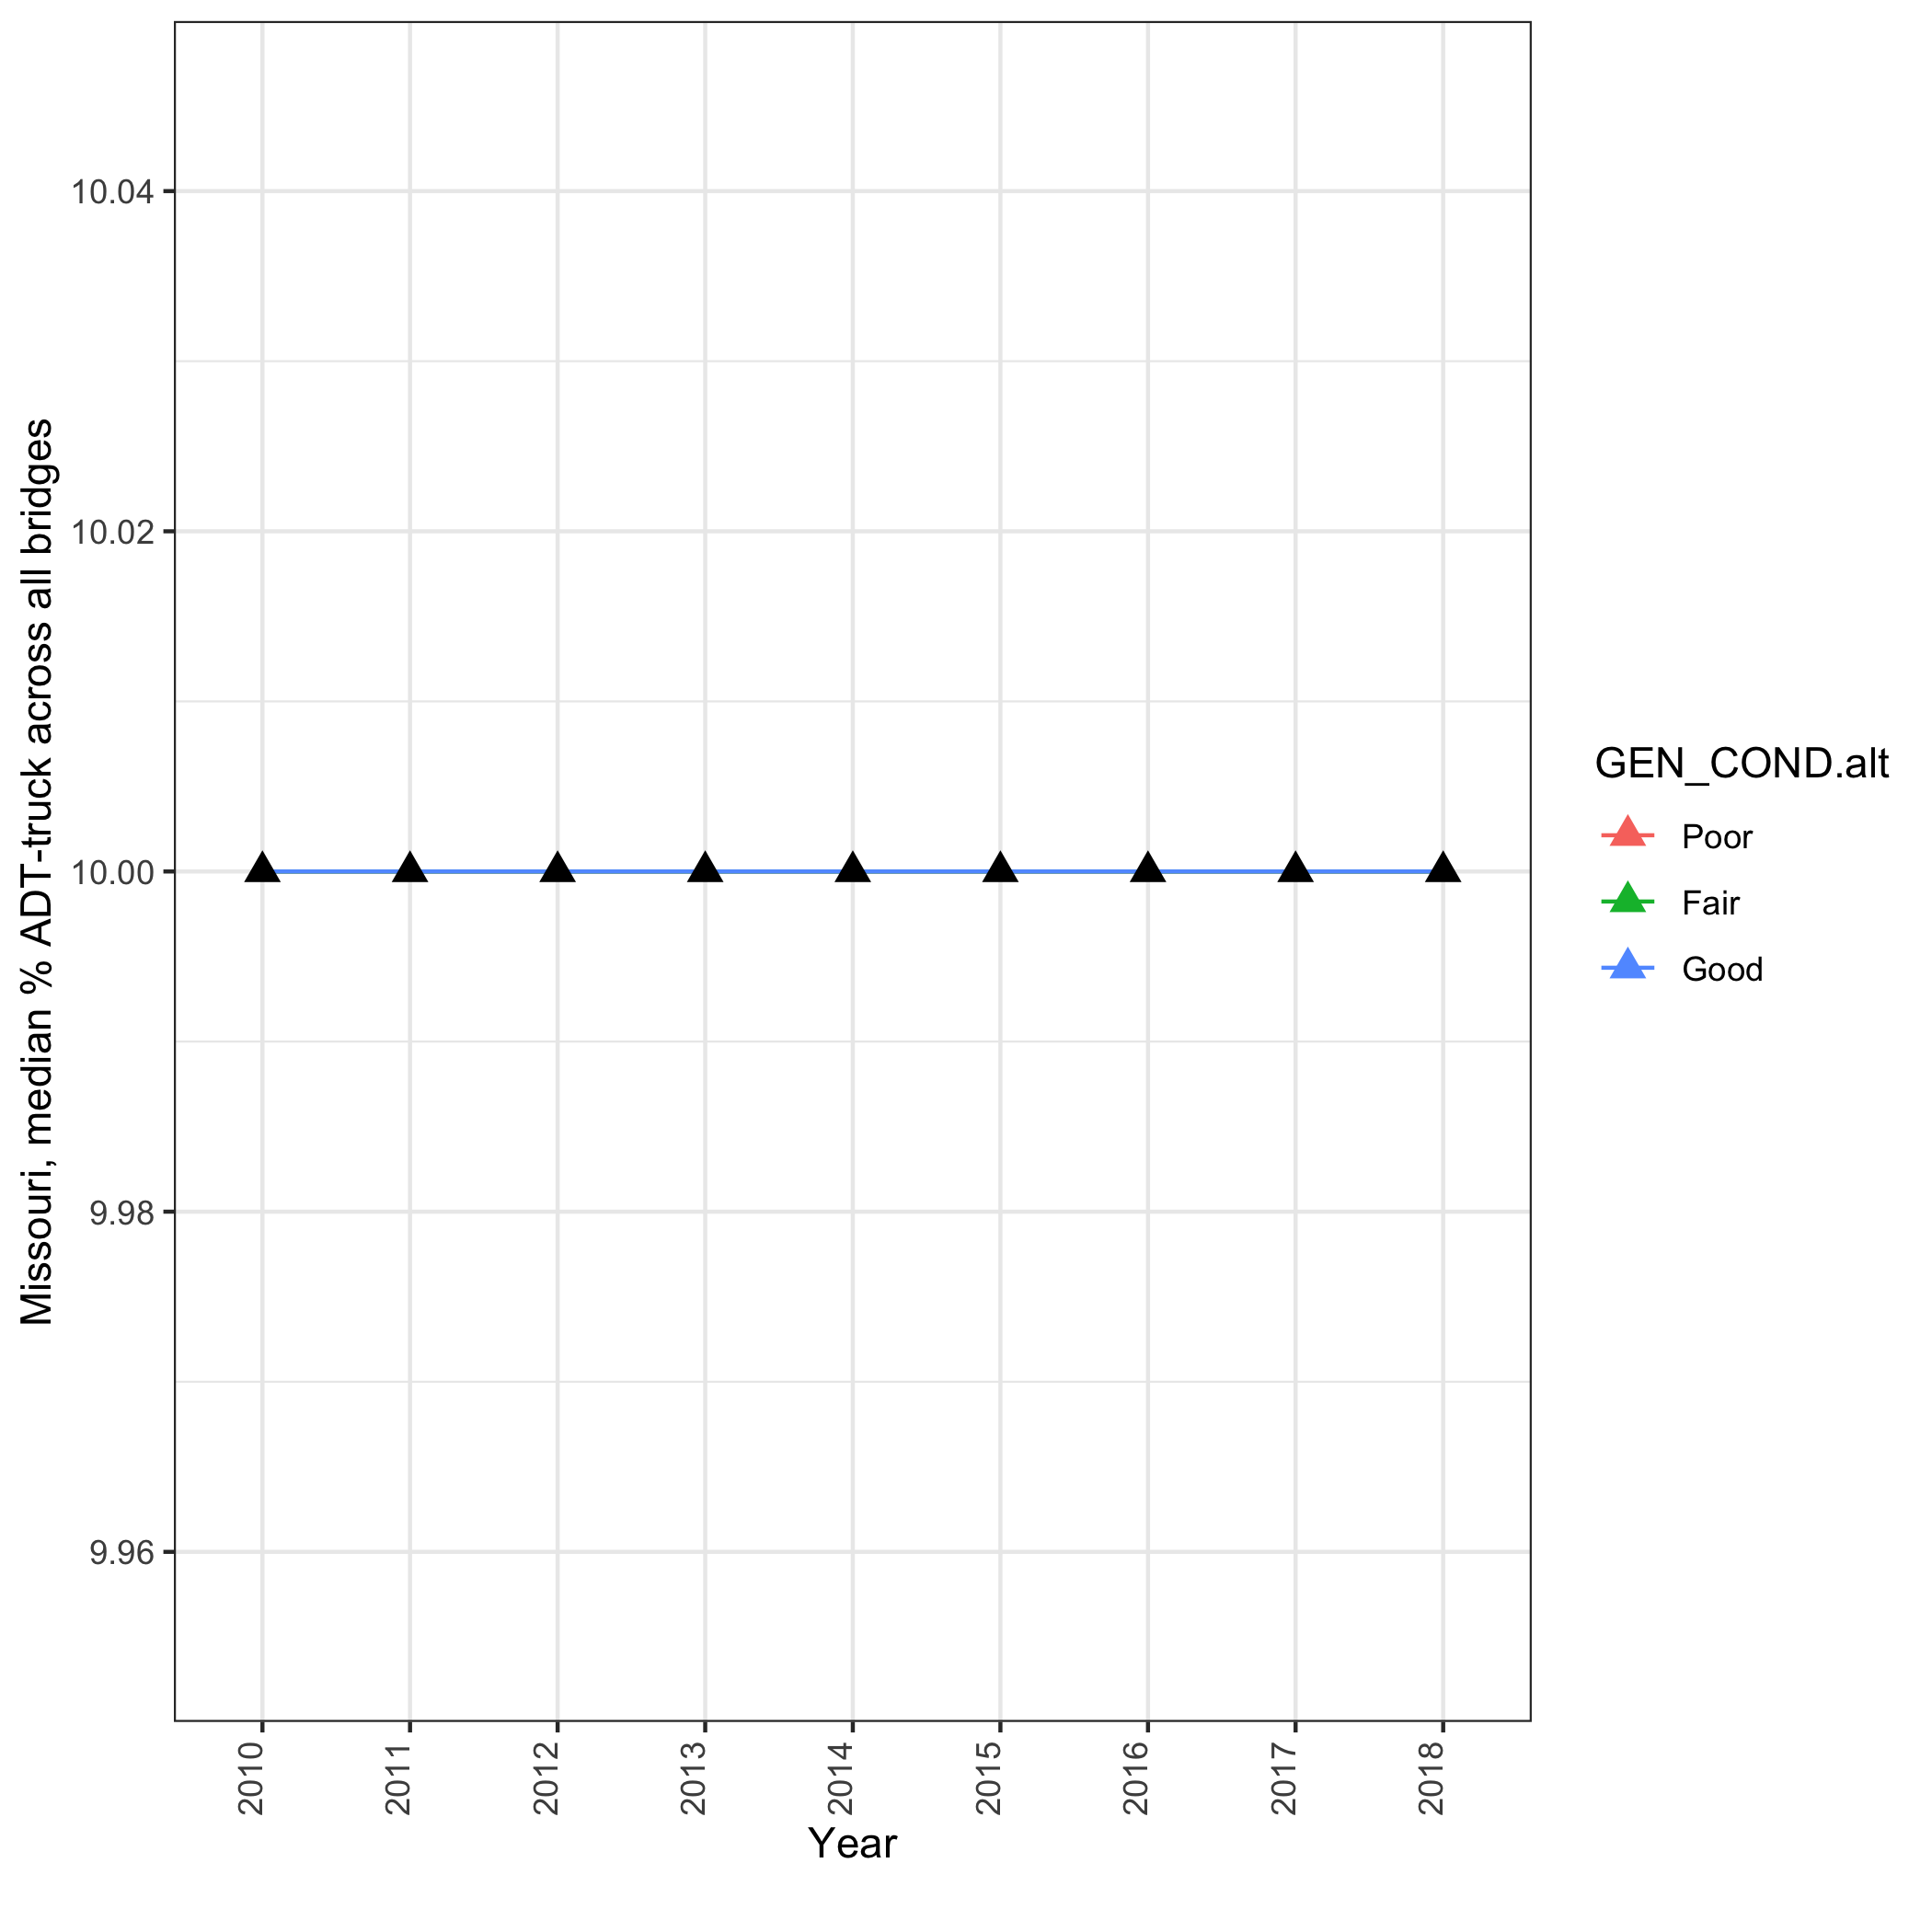 Missouri, median % ADT-truck across all bridges
10.04
10.02
10.00
9.98
9.96
2010
2011
2012
2013
2014
2015
2016
2017
2018
Year
GEN_COND.alt
Poor
Fair
Good